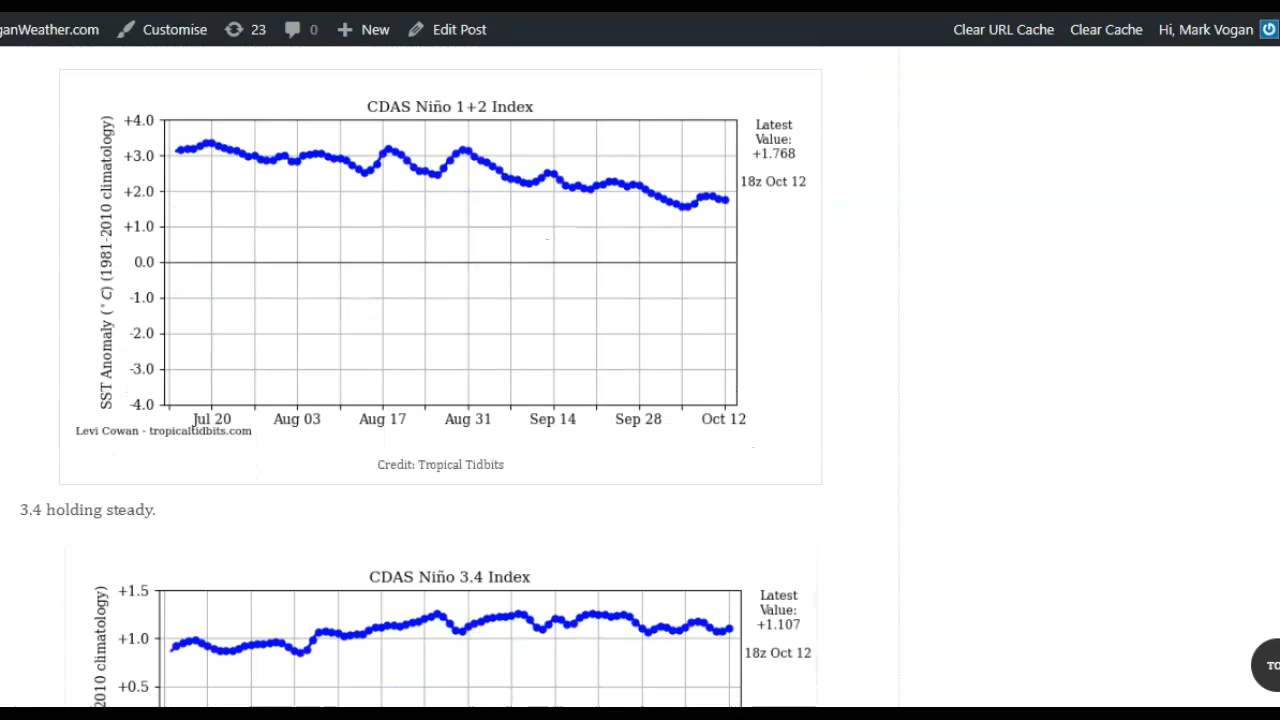 ganWeather.com Customise 23 0 New Edit Post Clear URL Cache Clear Cache Hi, Mark Vogan
CDAS Niño 1+2 Index
SST Anomaly (°C) (1981-2010 climatology)
+4.0
+3.0
+2.0
+1.0
0.0
-1.0
-2.0
-3.0
-4.0
Latest
Value:
+1.768
18z Oct 12
Jul 20 Aug 03 Aug 17 Aug 31 Sep 14 Sep 28 Oct 12
Levi Cowan - tropicaltidbits.com
Credit: Tropical Tidbits
3.4 holding steady.
CDAS Niño 3.4 Index
2010 climatology)
+1.5
+1.0
+0.5
Latest
Value:
+1.107
18z Oct 12
TO